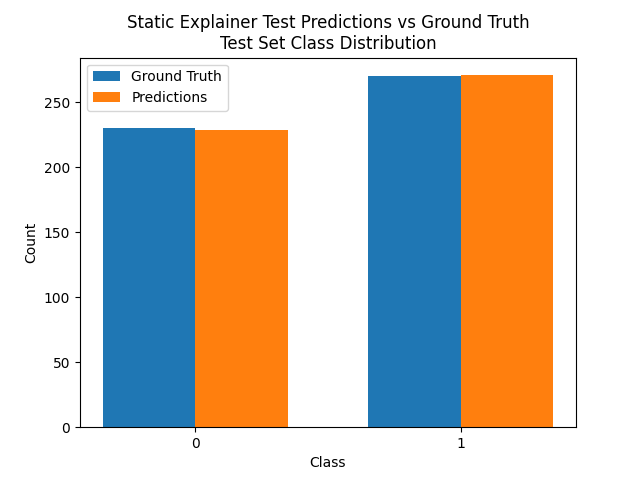 Static Explainer Test Predictions vs Ground Truth
Test Set Class Distribution
Ground Truth
Predictions
250
200
150
100
50
0
Count
0 1
Class